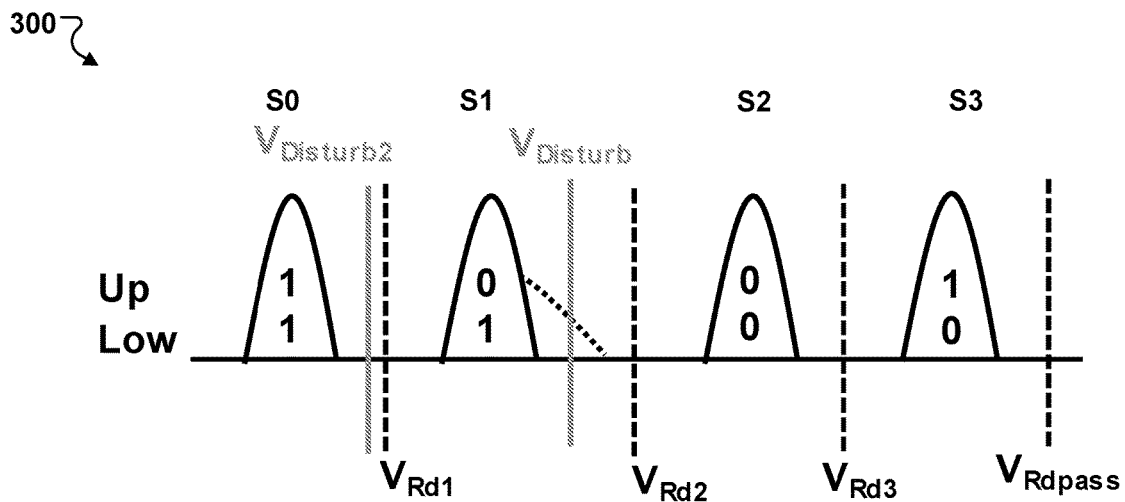 300
S0 S1 S2 S3
VDisturb2 VDisturb
1 0 0 1
Up
1 1 0 0
Low
VRd1 VRd2 VRd3 VRdpass